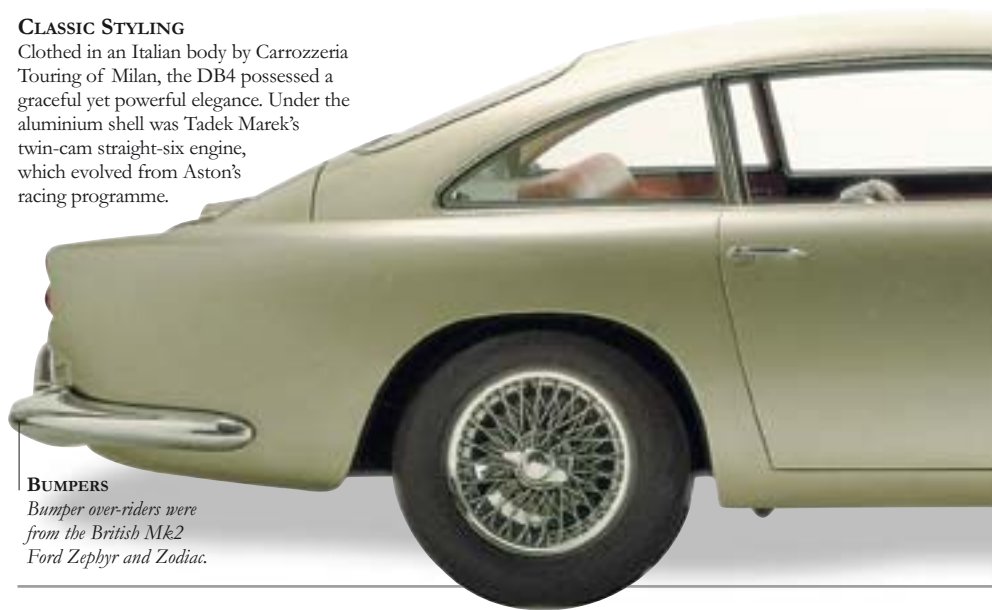 CLASSIC STYLING
Clothed in an Italian body by Carrozzeria
Touring of Milan, the DB4 possessed a
graceful yet powerful elegance. Under the
aluminium shell was Tadek Marek’s
twin-cam straight-six engine,
which evolved from Aston’s
racing programme.
BUMPERS
Bumper over-riders were
from the British Mk2
Ford Zephyr and Zodiac.